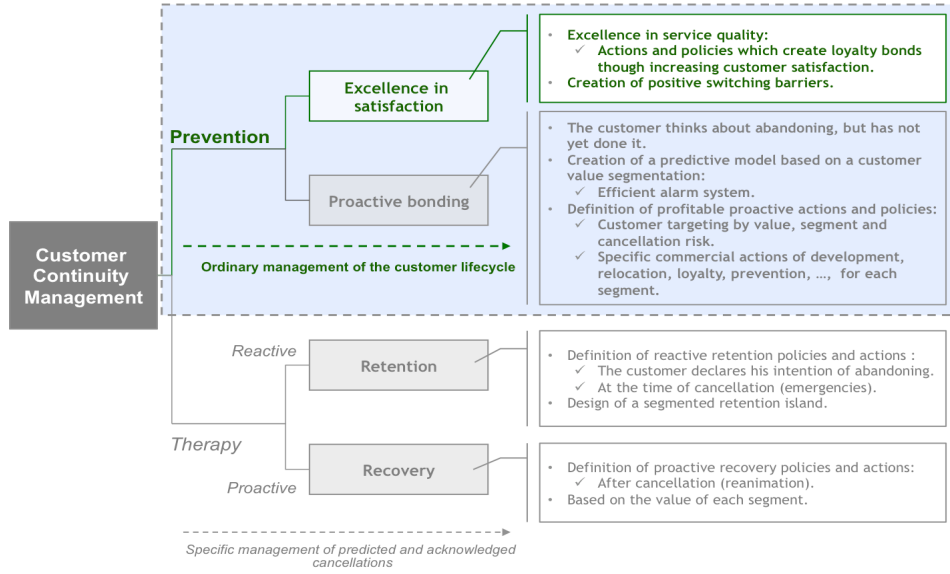 Customer
Continuity
Management
Prevention
Excellence in
satisfaction
• Excellence in service quality:
✓ Actions and policies which create loyalty bonds
though increasing customer satisfaction.
• Creation of positive switching barriers.
Proactive bonding
• The customer thinks about abandoning, but has not
yet done it.
• Creation of a predictive model based on a customer
value segmentation:
✓ Efficient alarm system.
• Definition of profitable proactive actions and policies:
✓ Customer targeting by value, segment and
cancellation risk.
✓ Specific commercial actions of development,
relocation, loyalty, prevention, …, for each
segment.
Ordinary management of the customer lifecycle
Therapy
Reactive
Retention
• Definition of reactive retention policies and actions :
✓ The customer declares his intention of abandoning.
✓ At the time of cancellation (emergencies).
• Design of a segmented retention island.
Proactive
Recovery
• Definition of proactive recovery policies and actions:
✓ After cancellation (reanimation).
• Based on the value of each segment.
Specific management of predicted and acknowledged
cancellations